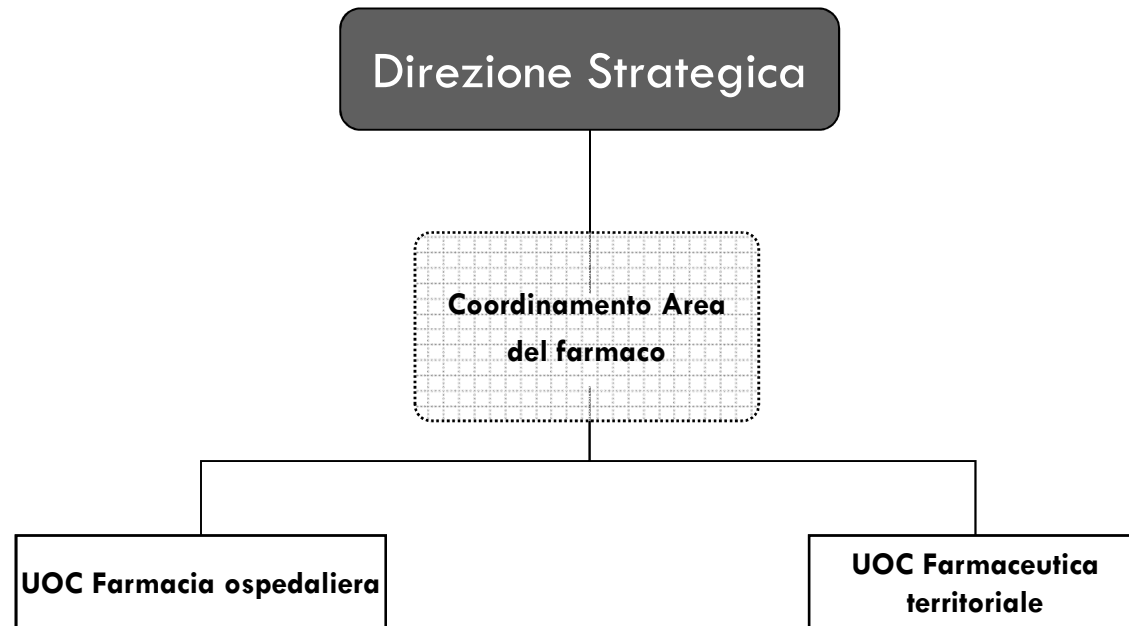 Direzione Strategica
Coordinamento Area
del farmaco
UOC Farmacia ospedaliera
UOC Farmaceutica
territoriale